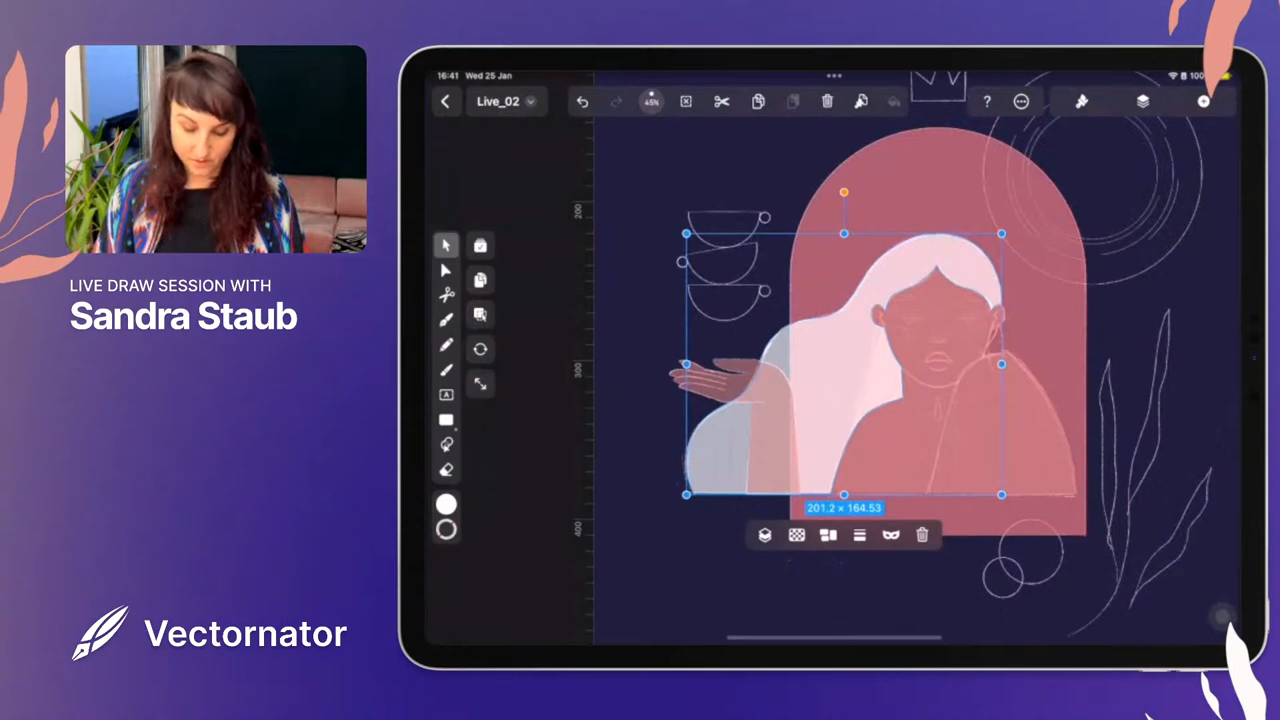 16:41 Wed 25 Jan
100
Live_02
45%
?
200
300
400
A
201.2 × 164.53
LIVE DRAW SESSION WITH
Sandra Staub
Vectornator